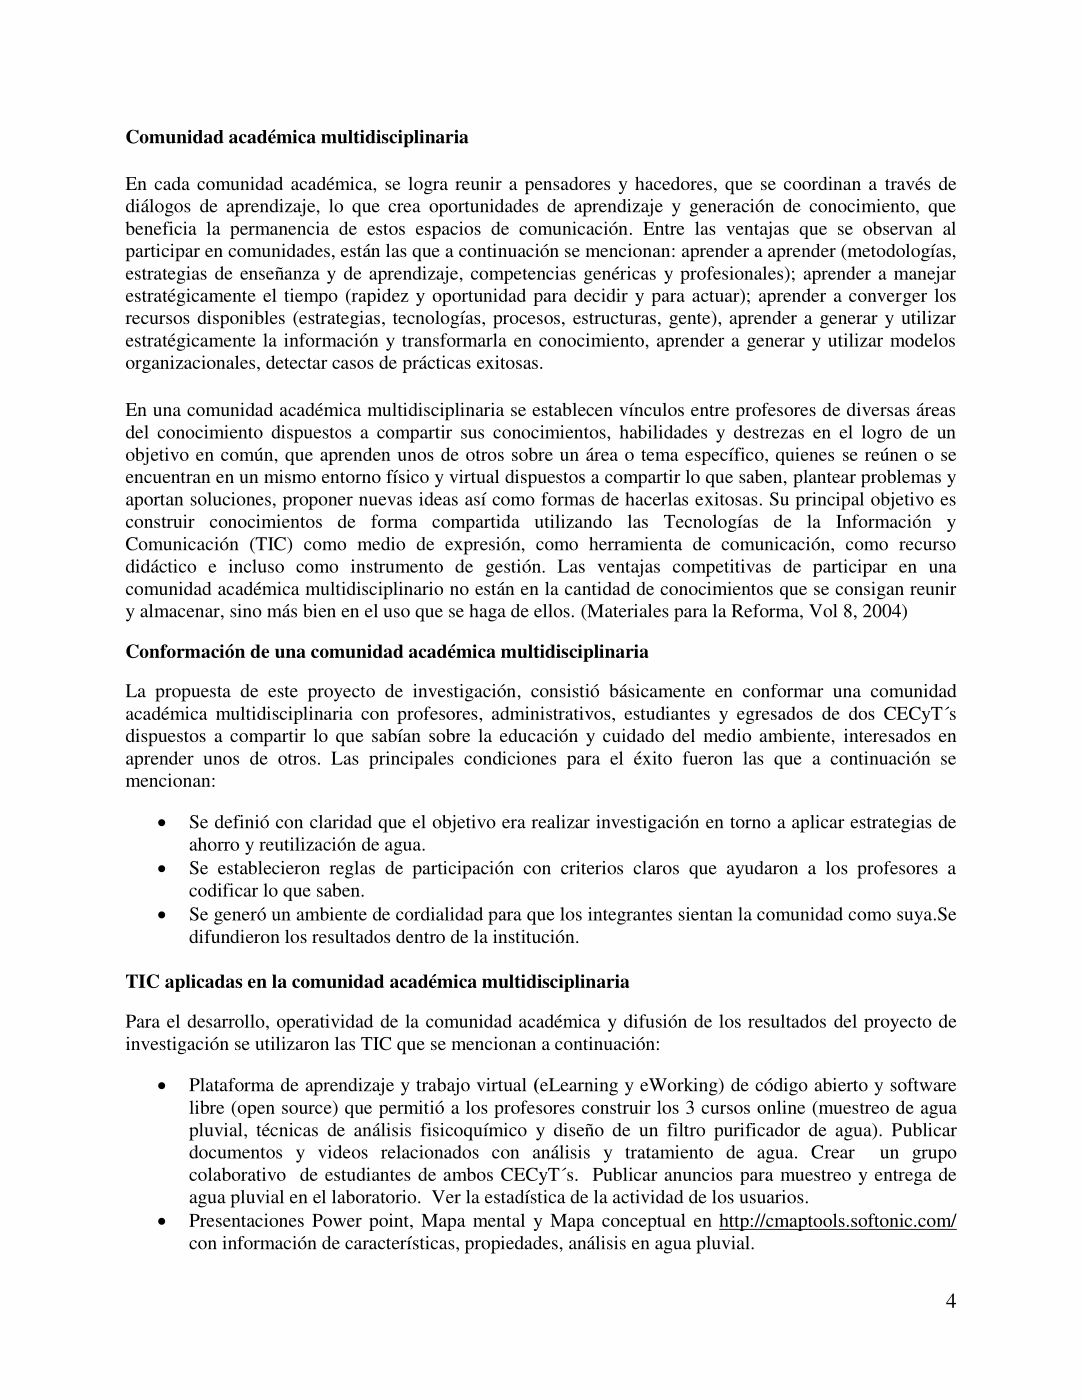 Comunidad académica multidisciplinaria
En cada comunidad académica, se logra reunir a pensadores y hacedores, que se coordinan a través de
diálogos de aprendizaje, lo que crea oportunidades de aprendizaje y generación de conocimiento, que
beneficia la permanencia de estos espacios de comunicación. Entre las ventajas que se observan al
participar en comunidades, están las que a continuación se mencionan: aprender a aprender (metodologías,
estrategias de enseñanza y de aprendizaje, competencias genéricas y profesionales); aprender a manejar
estratégicamente el tiempo (rapidez y oportunidad para decidir y para actuar); aprender a converger los
recursos disponibles (estrategias, tecnologías, procesos, estructuras, gente), aprender a generar y utilizar
estratégicamente la información y transformarla en conocimiento, aprender a generar y utilizar modelos
organizacionales, detectar casos de prácticas exitosas.
En una comunidad académica multidisciplinaria se establecen vínculos entre profesores de diversas áreas
del conocimiento dispuestos a compartir sus conocimientos, habilidades y destrezas en el logro de un
objetivo en común, que aprenden unos de otros sobre un área o tema específico, quienes se reúnen o se
encuentran en un mismo entorno físico y virtual dispuestos a compartir lo que saben, plantear problemas y
aportan soluciones, proponer nuevas ideas así como formas de hacerlas exitosas. Su principal objetivo es
construir conocimientos de forma compartida utilizando las Tecnologías de la Información y
Comunicación (TIC) como medio de expresión, como herramienta de comunicación, como recurso
didáctico e incluso como instrumento de gestión. Las ventajas competitivas de participar en una
comunidad académica multidisciplinario no están en la cantidad de conocimientos que se consigan reunir
y almacenar, sino más bien en el uso que se haga de ellos. (Materiales para la Reforma, Vol 8, 2004)
Conformación de una comunidad académica multidisciplinaria
La propuesta de este proyecto de investigación, consistió básicamente en conformar una comunidad
académica multidisciplinaria con profesores, administrativos, estudiantes y egresados de dos CECyT´s
dispuestos a compartir lo que sabían sobre la educación y cuidado del medio ambiente, interesados en
aprender unos de otros. Las principales condiciones para el éxito fueron las que a continuación se
mencionan:
• Se definió con claridad que el objetivo era realizar investigación en torno a aplicar estrategias de
ahorro y reutilización de agua.
• Se establecieron reglas de participación con criterios claros que ayudaron a los profesores a
codificar lo que saben.
• Se generó un ambiente de cordialidad para que los integrantes sientan la comunidad como suya.Se
difundieron los resultados dentro de la institución.
TIC aplicadas en la comunidad académica multidisciplinaria
Para el desarrollo, operatividad de la comunidad académica y difusión de los resultados del proyecto de
investigación se utilizaron las TIC que se mencionan a continuación:
• Plataforma de aprendizaje y trabajo virtual (eLearning y eWorking) de código abierto y software
libre (open source) que permitió a los profesores construir los 3 cursos online (muestreo de agua
pluvial, técnicas de análisis fisicoquímico y diseño de un filtro purificador de agua). Publicar
documentos y videos relacionados con análisis y tratamiento de agua. Crear un grupo
colaborativo de estudiantes de ambos CECyT´s. Publicar anuncios para muestreo y entrega de
agua pluvial en el laboratorio. Ver la estadística de la actividad de los usuarios.
• Presentaciones Power point, Mapa mental y Mapa conceptual en http://cmaptools.softonic.com/
con información de características, propiedades, análisis en agua pluvial.
4